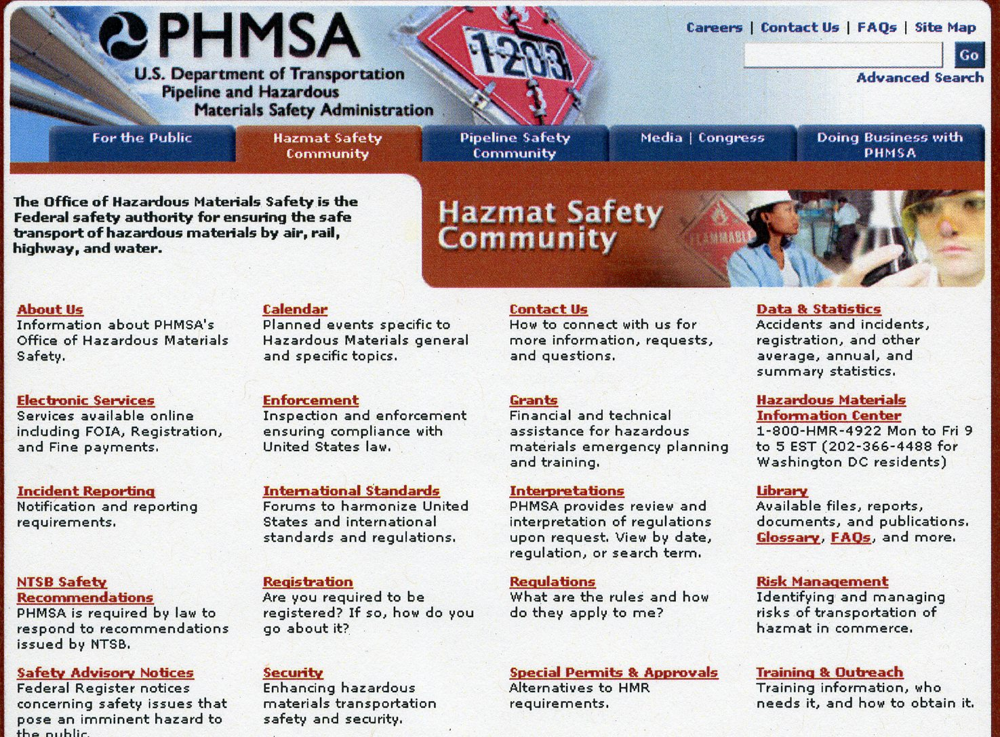 PHMSA
U.S. Department of Transportation
Pipeline and Hazardous
Materials Safety Administration
1203
3
Careers | Contact Us | FAQs | Site Map
Go
Advanced Search
For the Public
Hazmat Safety
Community
Pipeline Safety
Community
Media | Congress
Doing Business with
PHMSA
The Office of Hazardous Materials Safety is the
Federal safety authority for ensuring the safe
transport of hazardous materials by air, rail,
highway, and water.
Hazmat Safety
Community
FLAMMABLE
About Us
Information about PHMSA's
Office of Hazardous Materials
Safety.
Calendar
Planned events specific to
Hazardous Materials general
and specific topics.
Contact Us
How to connect with us for
more information, requests,
and questions.
Data & Statistics
Accidents and incidents,
registration, and other
average, annual, and
summary statistics.
Electronic Services
Services available online
including FOIA, Registration,
and Fine payments.
Enforcement
Inspection and enforcement
ensuring compliance with
United States law.
Grants
Financial and technical
assistance for hazardous
materials emergency planning
and training.
Hazardous Materials
Information Center
1-800-HMR-4922 Mon to Fri 9
to 5 EST (202-366-4488 for
Washington DC residents)
Incident Reporting
Notification and reporting
requirements.
International Standards
Forums to harmonize United
States and international
standards and regulations.
Interpretations
PHMSA provides review and
interpretation of regulations
upon request. View by date,
regulation, or search term.
Library
Available files, reports,
documents, and publications.
Glossary, FAQs, and more.
NTSB Safety
Recommendations
PHMSA is required by law to
respond to recommendations
issued by NTSB.
Registration
Are you required to be
registered? If so, how do you
go about it?
Regulations
What are the rules and how
do they apply to me?
Risk Management
Identifying and managing
risks of transportation of
hazmat in commerce.
Safety Advisory Notices
Federal Register notices
concerning safety issues that
pose an imminent hazard to
the public.
Security
Enhancing hazardous
materials transportation
safety and security.
Special Permits & Approvals
Alternatives to HMR
requirements.
Training & Outreach
Training information, who
needs it, and how to obtain it.